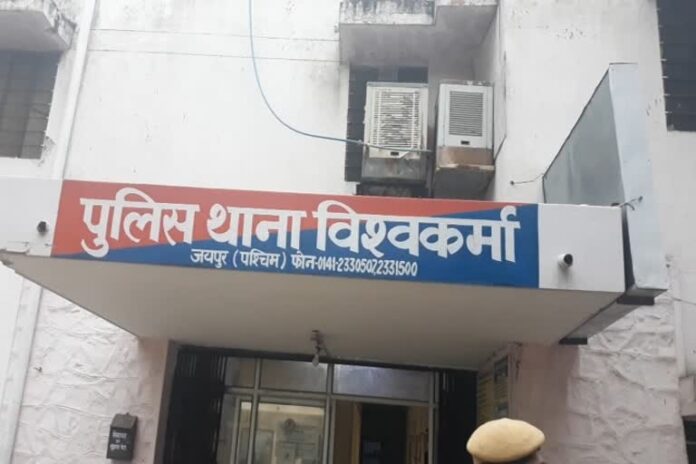 पुलिस थाना विश्वकर्मा
जयपुर (पश्चिम) फोन-0141-2330507,2331500